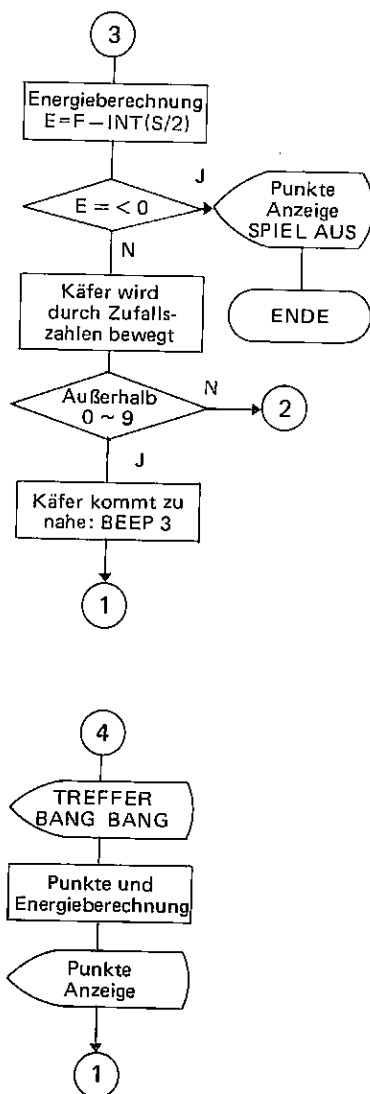 3
Energieberechnung
E=F−INT(S/2)
J
E = < 0
Punkte
Anzeige
SPIEL AUS
N
ENDE
Käfer wird
durch Zufalls-
zahlen bewegt
Außerhalb
0 ~ 9
N
2
J
Käfer kommt zu
nahe: BEEP 3
1
4
TREFFER
BANG BANG
Punkte und
Energieberechnung
Punkte
Anzeige
1